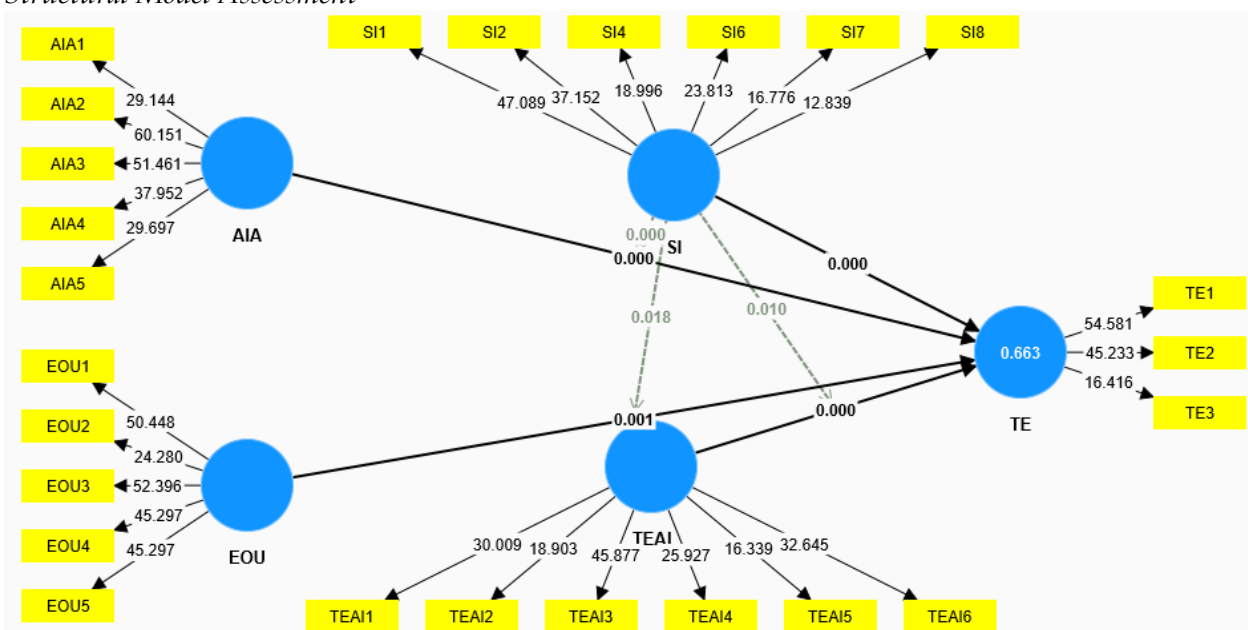 Structural Model Assessment
SI1 SI2 SI4 SI6 SI7 SI8
AIA1
AIA2
AIA3
AIA4
AIA5
29.144
60.151
51.461
37.952
29.697
AIA
47.089 37.152 18.996 23.813 16.776 12.839
SI
0.000
0.000
0.000
0.018
0.010
EOU1
EOU2
EOU3
EOU4
EOU5
50.448
24.280
52.396
45.297
45.297
EOU
0.001
0.000
TEAI
30.009 18.903 45.877 25.927 16.339 32.645
TEAI1 TEAI2 TEAI3 TEAI4 TEAI5 TEAI6
0.663
TE
54.581
45.233
16.416
TE1
TE2
TE3